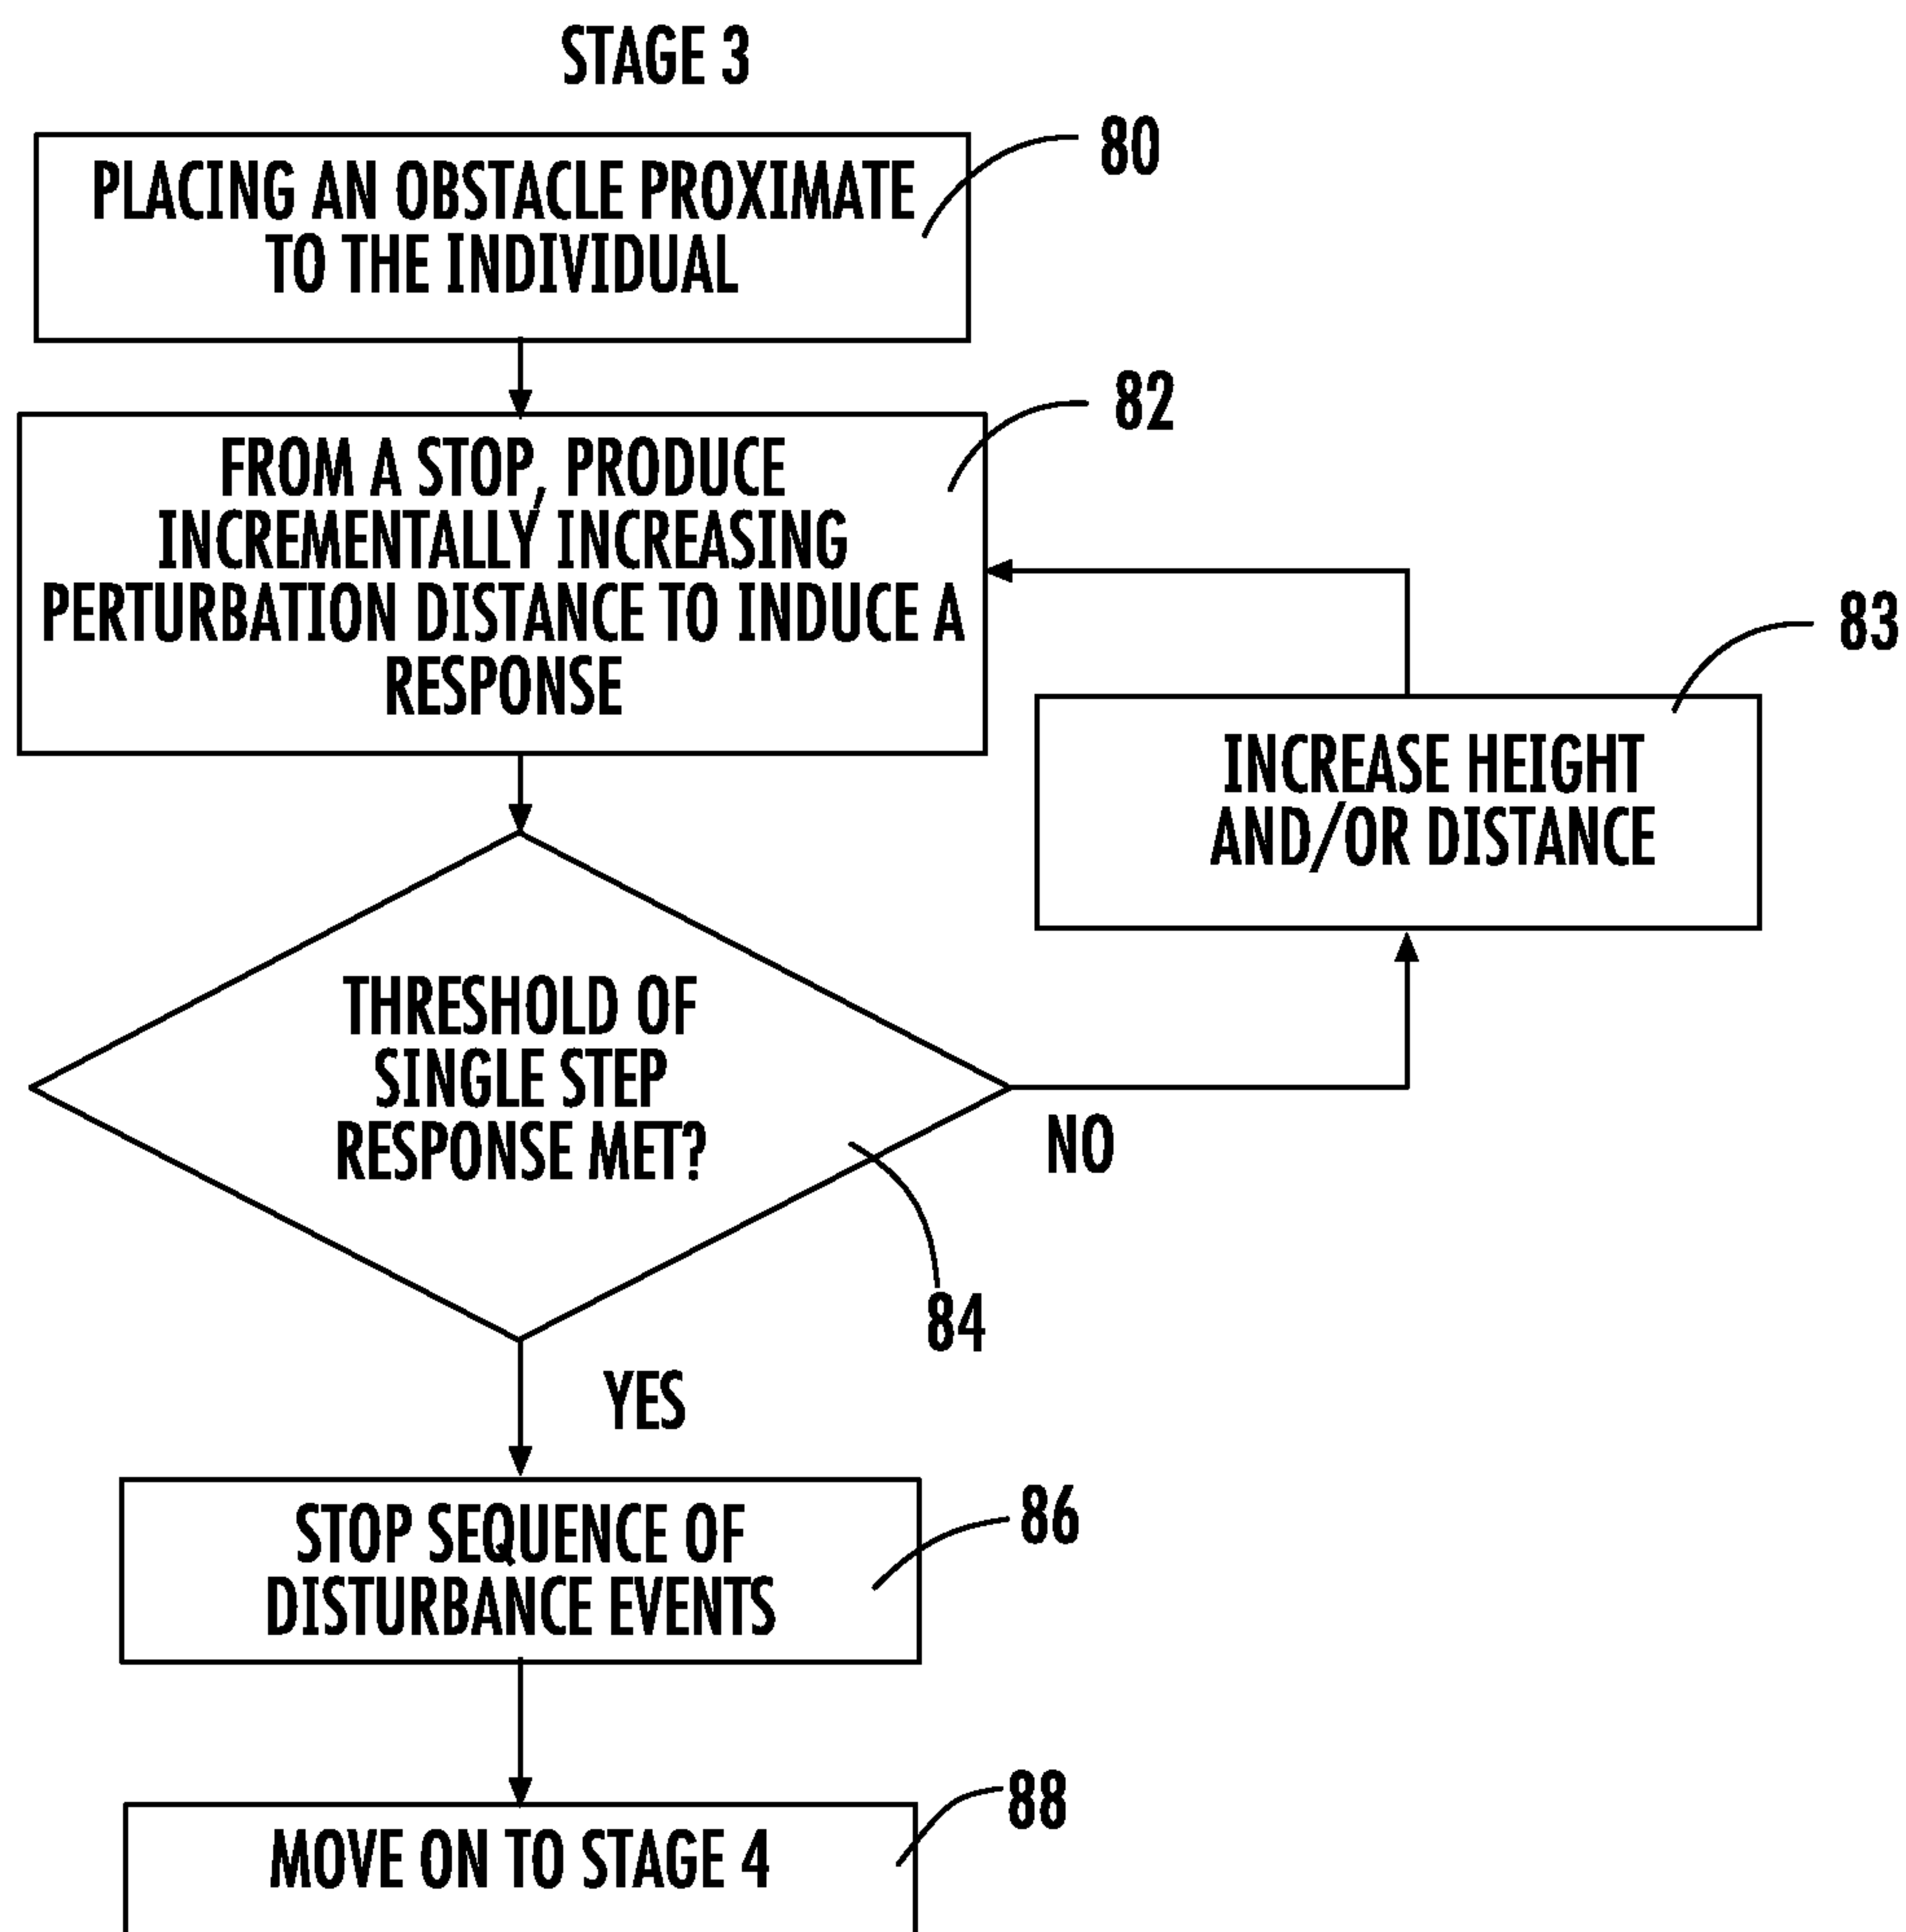 STAGE 3
80
PLACING AN OBSTACLE PROXIMATE
TO THE INDIVIDUAL
82
FROM A STOP, PRODUCE
INCREMENTALLY INCREASING
PERTURBATION DISTANCE TO INDUCE A
RESPONSE
83
INCREASE HEIGHT
AND/OR DISTANCE
THRESHOLD OF
SINGLE STEP
RESPONSE MET?
NO
84
YES
86
STOP SEQUENCE OF
DISTURBANCE EVENTS
88
MOVE ON TO STAGE 4